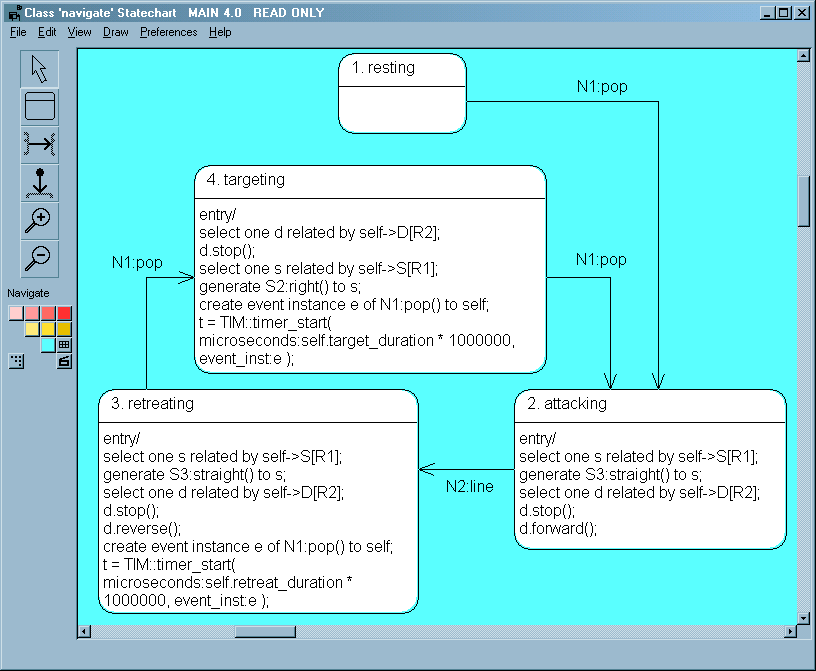 Class 'navigate' Statechart   MAIN 4.0   READ ONLY
File Edit View Draw Preferences Help
1. resting
N1:pop
4. targeting
entry/
select one d related by self->D[R2];
d.stop();
select one s related by self->S[R1];
generate S2:right() to s;
create event instance e of N1:pop() to self;
t = TIM::timer_start(
microseconds:self.target_duration * 1000000,
event_inst:e );
N1:pop
N1:pop
Navigate
3. retreating
entry/
select one s related by self->S[R1];
generate S3:straight() to s;
select one d related by self->D[R2];
d.stop();
d.reverse();
create event instance e of N1:pop() to self;
t = TIM::timer_start(
microseconds:self.retreat_duration *
1000000, event_inst:e );
N2:line
2. attacking
entry/
select one s related by self->S[R1];
generate S3:straight() to s;
select one d related by self->D[R2];
d.stop();
d.forward();